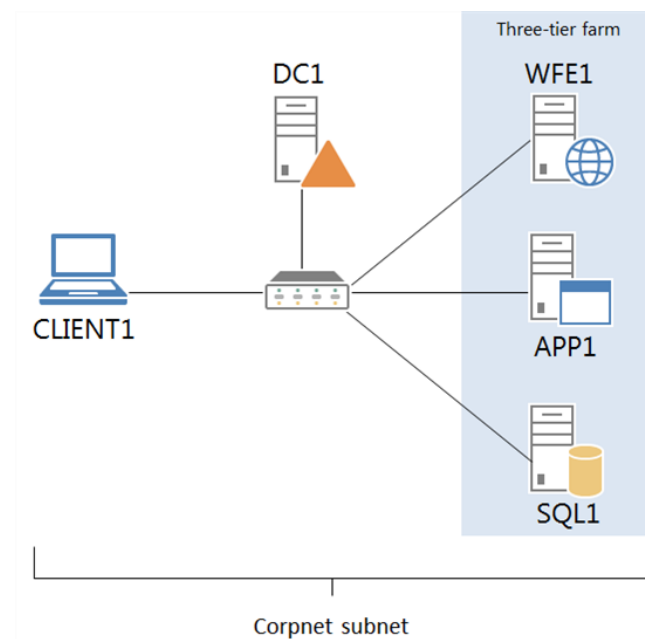 Three-tier farm
DC1
WFE1
CLIENT1
APP1
SQL1
Corpnet subnet